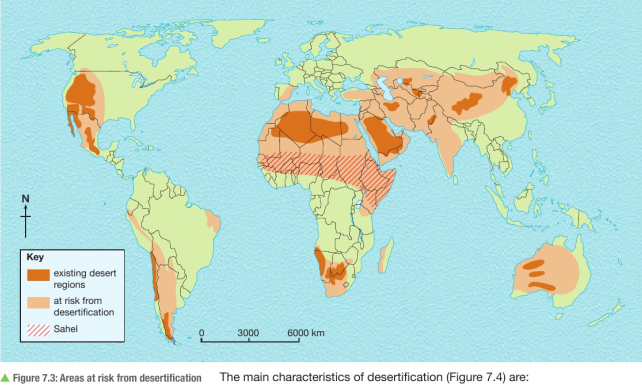 N
Key
existing desert
regions
at risk from
desertification
Sahel
0 3000 6000 km
▲ Figure 7.3: Areas at risk from desertification
The main characteristics of desertification (Figure 7.4) are: